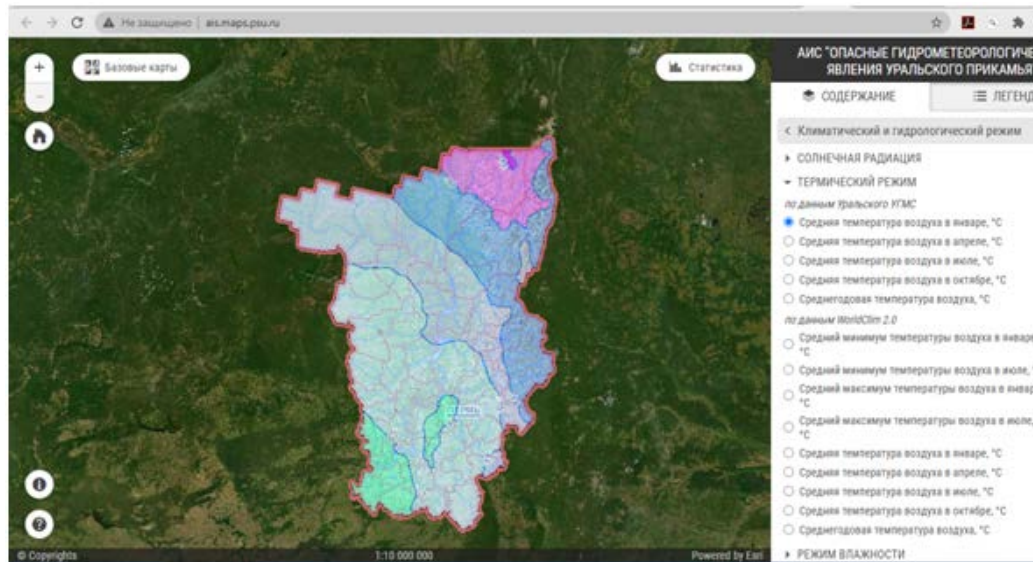 Не защищено | ais.maps.psu.ru
Базовые карты
Статистика
АИС "ОПАСНЫЕ ГИДРОМЕТЕОРОЛОГИЧЕ
ЯВЛЕНИЯ УРАЛЬСКОГО ПРИКАМЬЯ
СОДЕРЖАНИЕ
ЛЕГЕНД
< Климатический и гидрологический режим
СОЛНЕЧНАЯ РАДИАЦИЯ
ТЕРМИЧЕСКИЙ РЕЖИМ
по данным Уральского УГМС
Средняя температура воздуха в январе, °C
Средняя температура воздуха в апреле, °C
Средняя температура воздуха в июле, °C
Средняя температура воздуха в октябре, °C
Среднегодовая температура воздуха, °C
по данным WorldClim 2.0
Средний минимум температуры воздуха в январе
°C
Средний минимум температуры воздуха в июле, °
Средний максимум температуры воздуха в январ
°C
Средний максимум температуры воздуха в июле,
°C
Средняя температура воздуха в январе, °C
Средняя температура воздуха в апреле, °C
Средняя температура воздуха в июле, °C
Средняя температура воздуха в октябре, °C
Среднегодовая температура воздуха, °C
РЕЖИМ ВЛАЖНОСТИ
© Copyrights
1:10 000 000
Powered by Esri